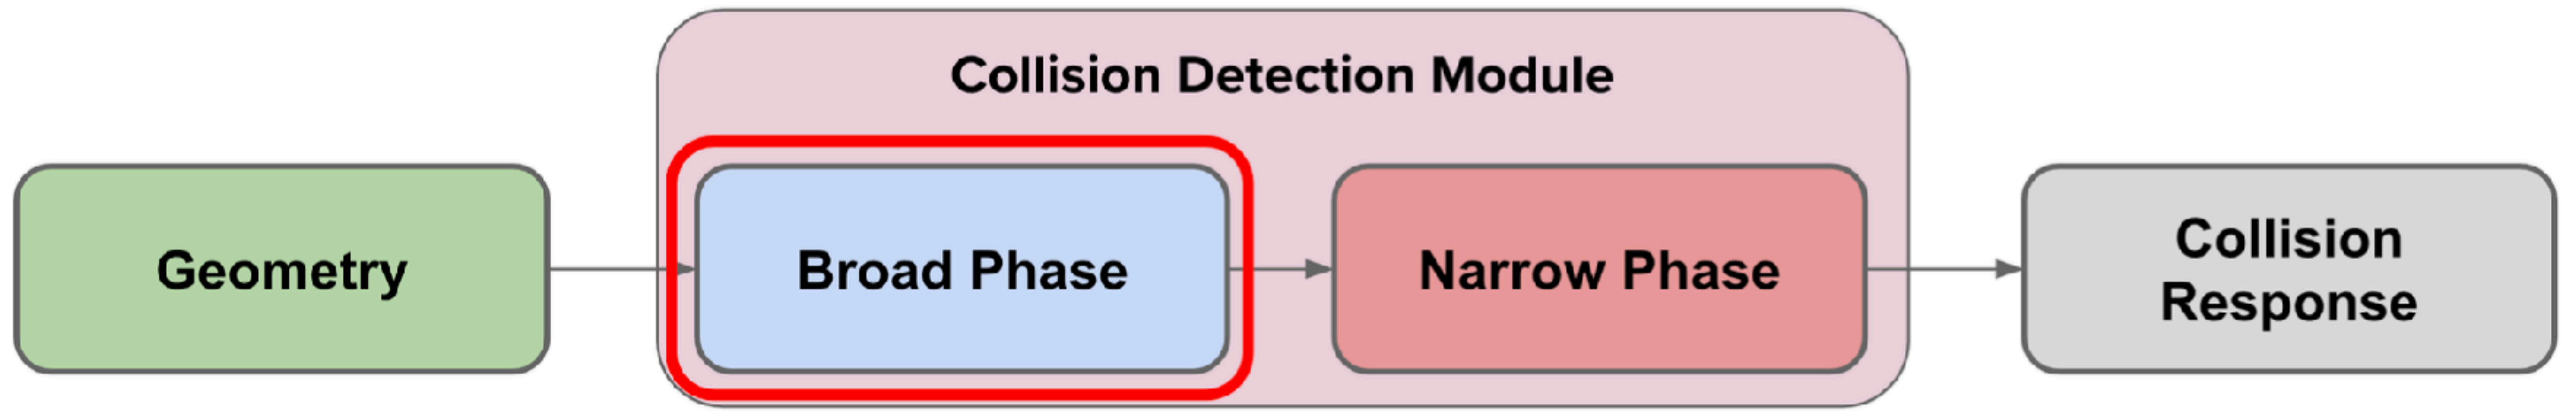 Collision Detection Module
Geometry
Broad Phase
Narrow Phase
Collision
Response